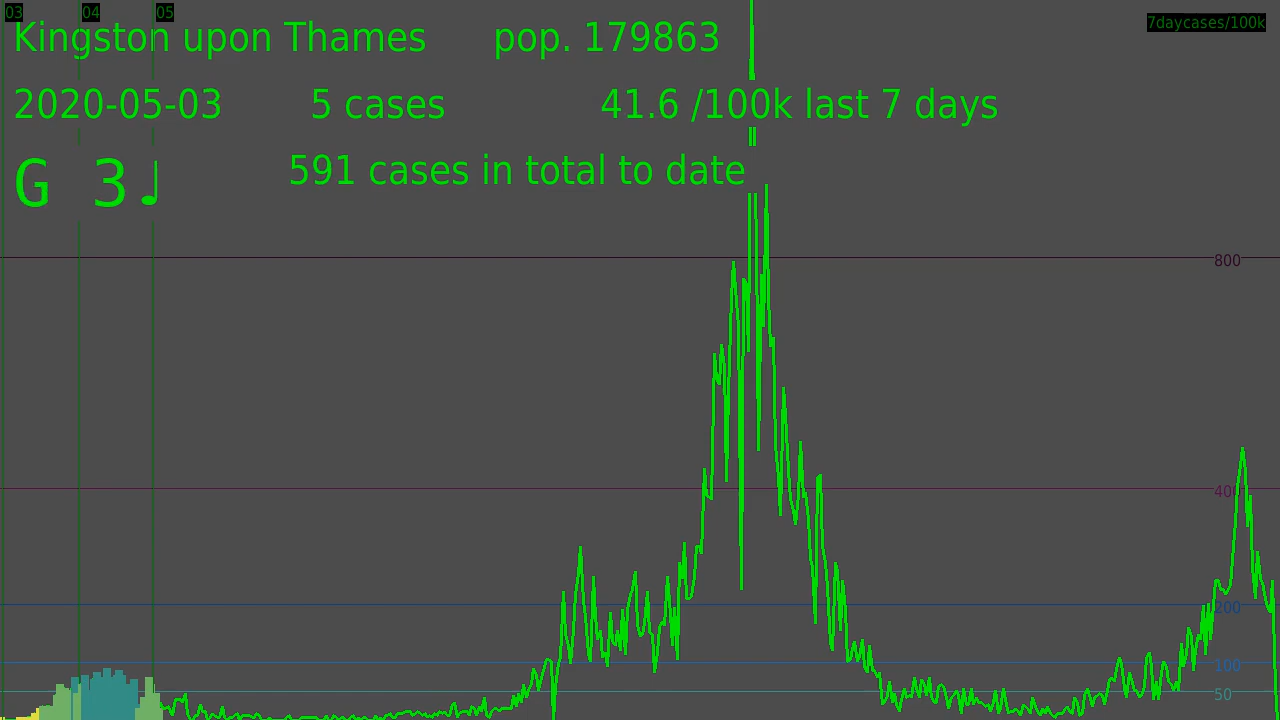 03 04 05
7daycases/100k
Kingston upon Thames pop. 179863
2020-05-03 5 cases 41.6 /100k last 7 days
G 3♩ 591 cases in total to date
800
400
200
100
50